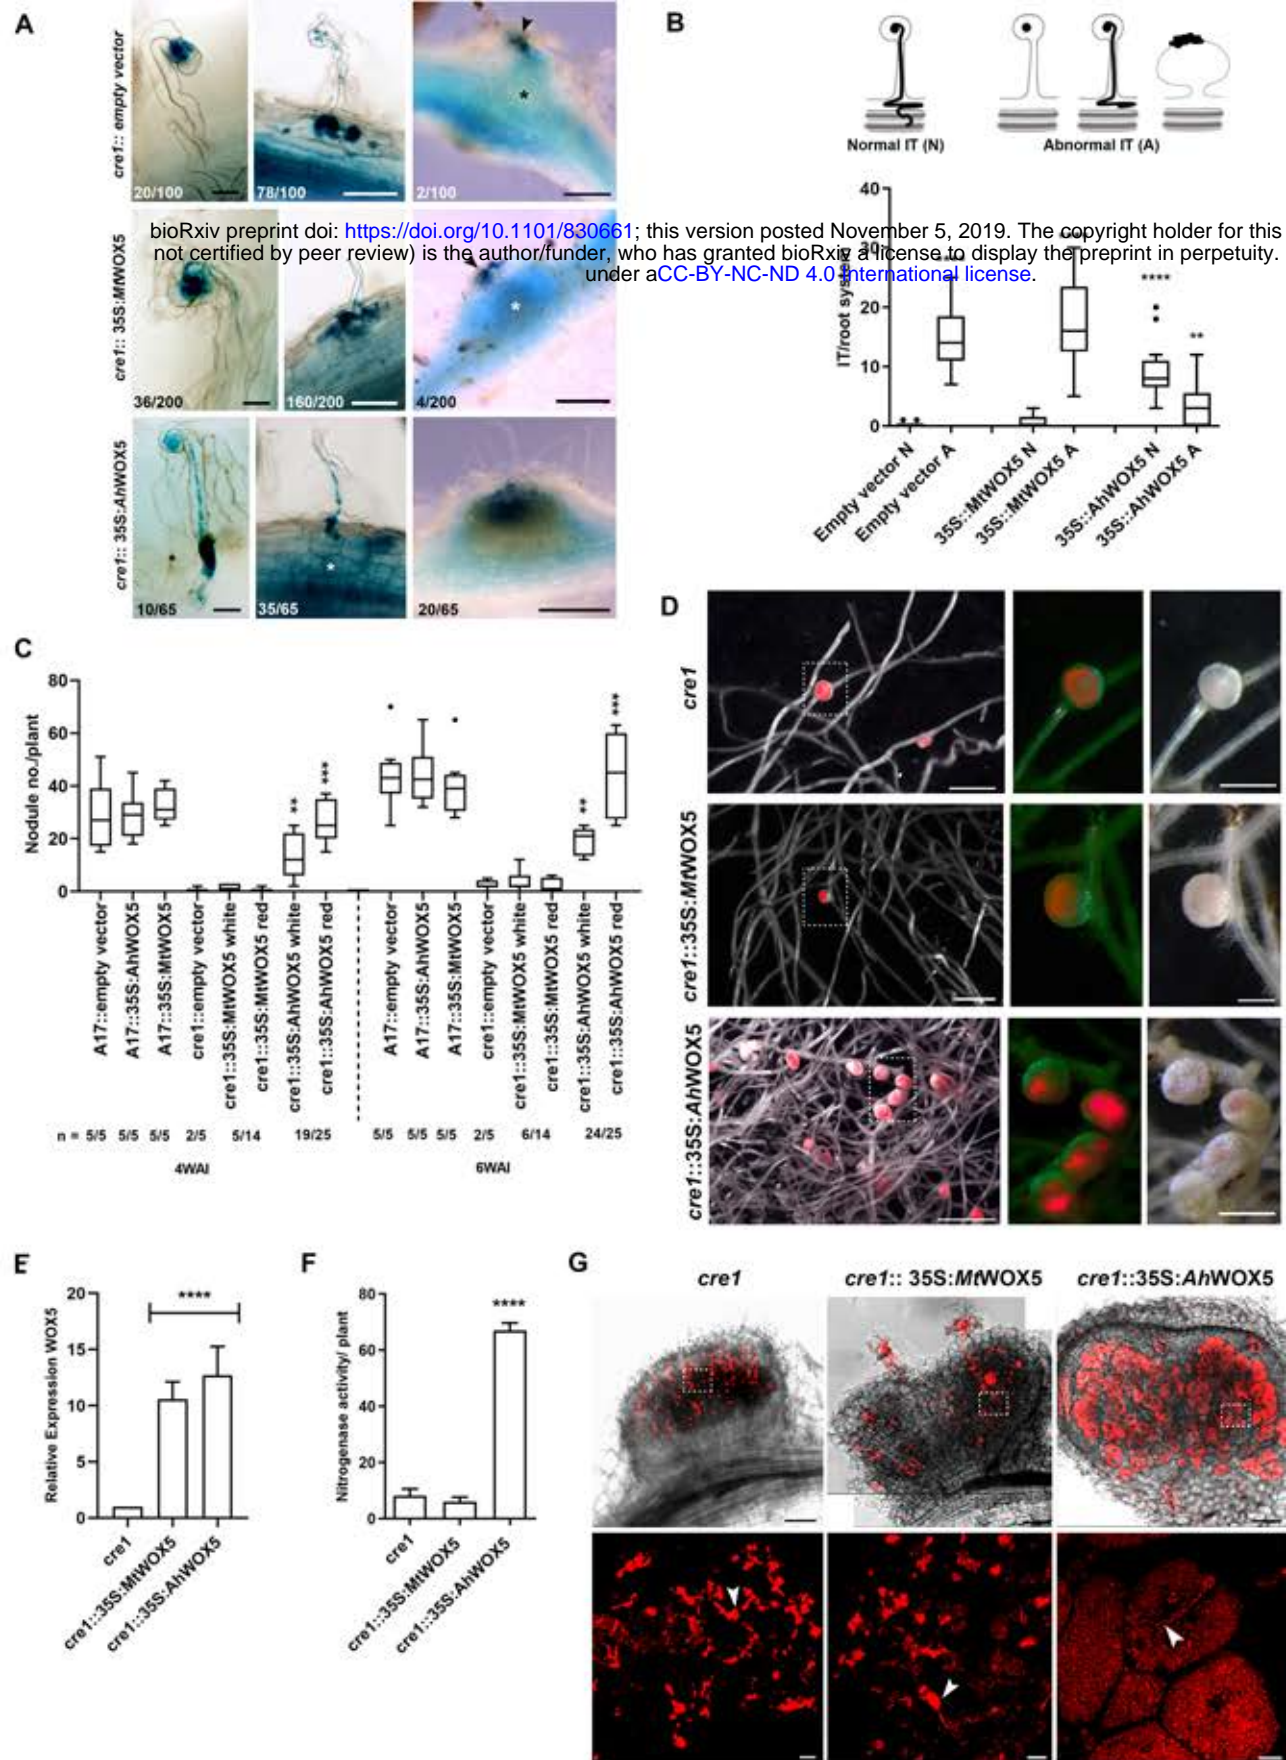 A
cre1:: empty vector
20/100
78/100
2/100
cre1:: 35S:MtWOX5
36/200
160/200
4/200
cre1:: 35S:AhWOX5
10/65
35/65
20/65
B
Normal IT (N)
Abnormal IT (A)
bioRxiv preprint doi: https://doi.org/10.1101/830661; this version posted November 5, 2019. The copyright holder for this
not certified by peer review) is the author/funder, who has granted bioRxiv a license to display the preprint in perpetuity.
under aCC-BY-NC-ND 4.0 International license.
IT/root system
40
30
20
10
0
****
**
Empty vector N
Empty vector A
35S::MtWOX5 N
35S::MtWOX5 A
35S::AhWOX5 N
35S::AhWOX5 A
C
Nodule no./plant
80
60
40
20
0
**
***
**
***
A17::empty vector
A17::35S:AhWOX5
A17::35S:MtWOX5
cre1::empty vector
cre1::35S:MtWOX5 white
cre1::35S:MtWOX5 red
cre1::35S:AhWOX5 white
cre1::35S:AhWOX5 red
A17::empty vector
A17::35S:AhWOX5
A17::35S:MtWOX5
cre1::empty vector
cre1::35S:MtWOX5 white
cre1::35S:MtWOX5 red
cre1::35S:AhWOX5 white
cre1::35S:AhWOX5 red
n = 5/5 5/5 5/5 2/5 5/14 19/25 5/5 5/5 5/5 2/5 6/14 24/25
4WAI
6WAI
D
cre1
cre1::35S:MtWOX5
cre1::35S:AhWOX5
E
Relative Expression WOX5
20
15
10
5
0
****
cre1
cre1::35S:MtWOX5
cre1::35S:AhWOX5
F
Nitrogenase activity/ plant
80
60
40
20
0
****
cre1
cre1::35S:MtWOX5
cre1::35S:AhWOX5
G
cre1
cre1:: 35S:MtWOX5
cre1::35S:AhWOX5